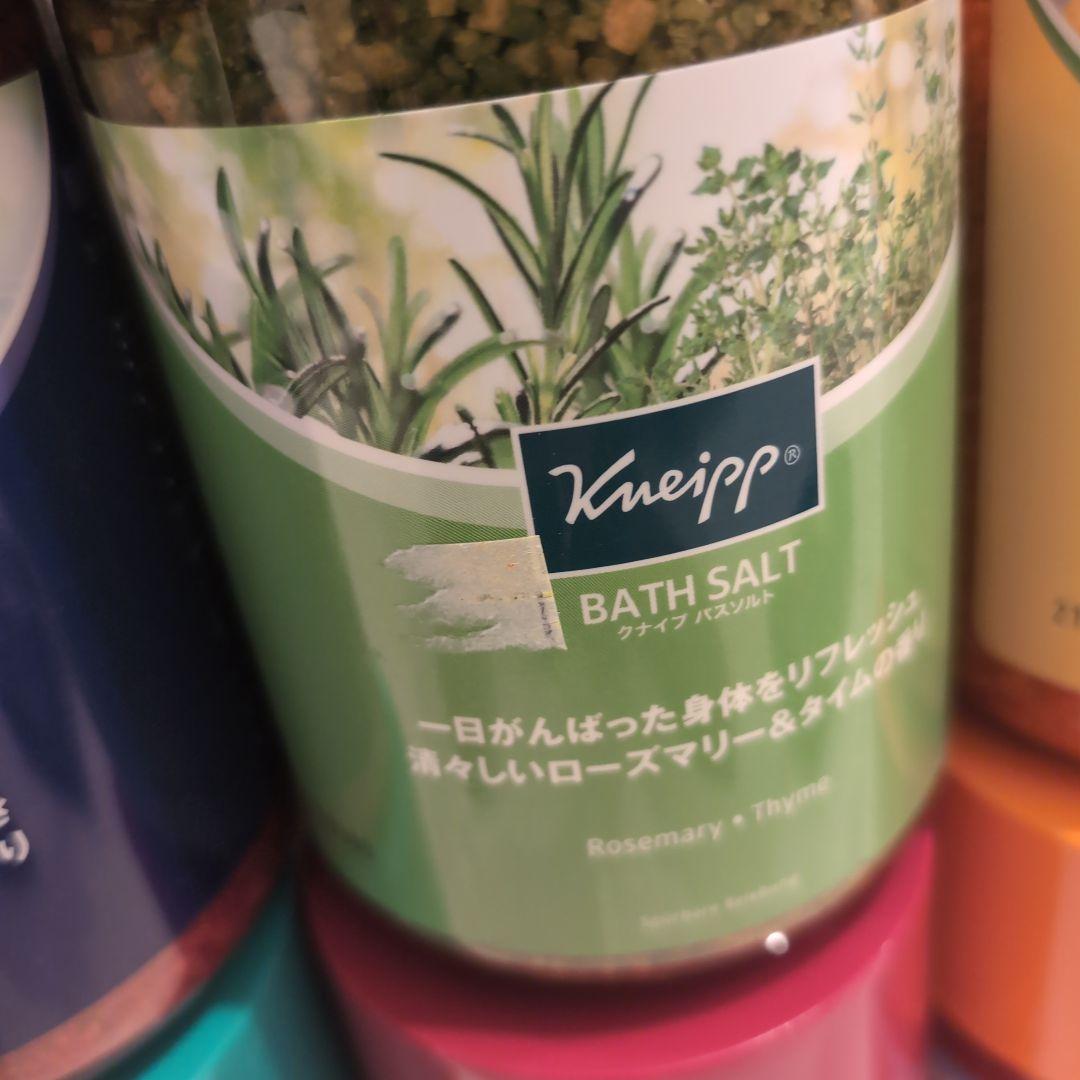 Kneipp®
BATH SALT
クナイプ バスソルト
一日がんばった身体をリフレッシュ
清々しいローズマリー&タイムの香り
Rosemary • Thyme
21
ル)